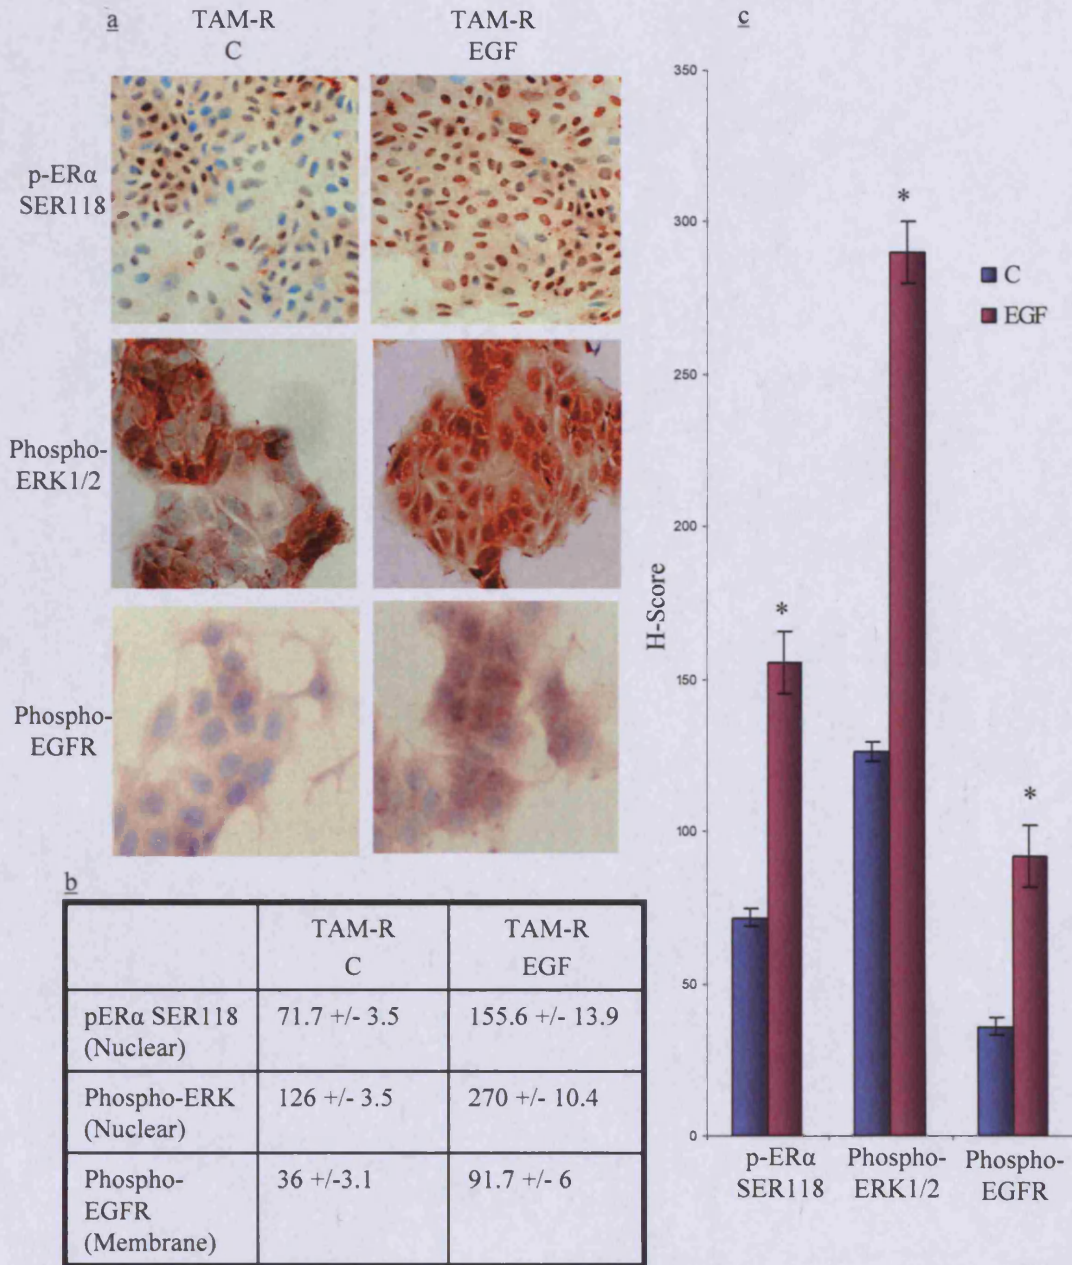 a
TAM-R
C
TAM-R
EGF
p-ERα
SER118
Phospho-
ERK1/2
Phospho-
EGFR
b
TAM-R
C
TAM-R
EGF
pERα SER118
(Nuclear)
71.7 +/- 3.5
155.6 +/- 13.9
Phospho-ERK
(Nuclear)
126 +/- 3.5
270 +/- 10.4
Phospho-
EGFR
(Membrane)
36 +/-3.1
91.7 +/- 6
c
350
300
250
200
150
100
50
0
H-Score
*
*
*
C
EGF
p-ERα
SER118
Phospho-
ERK1/2
Phospho-
EGFR